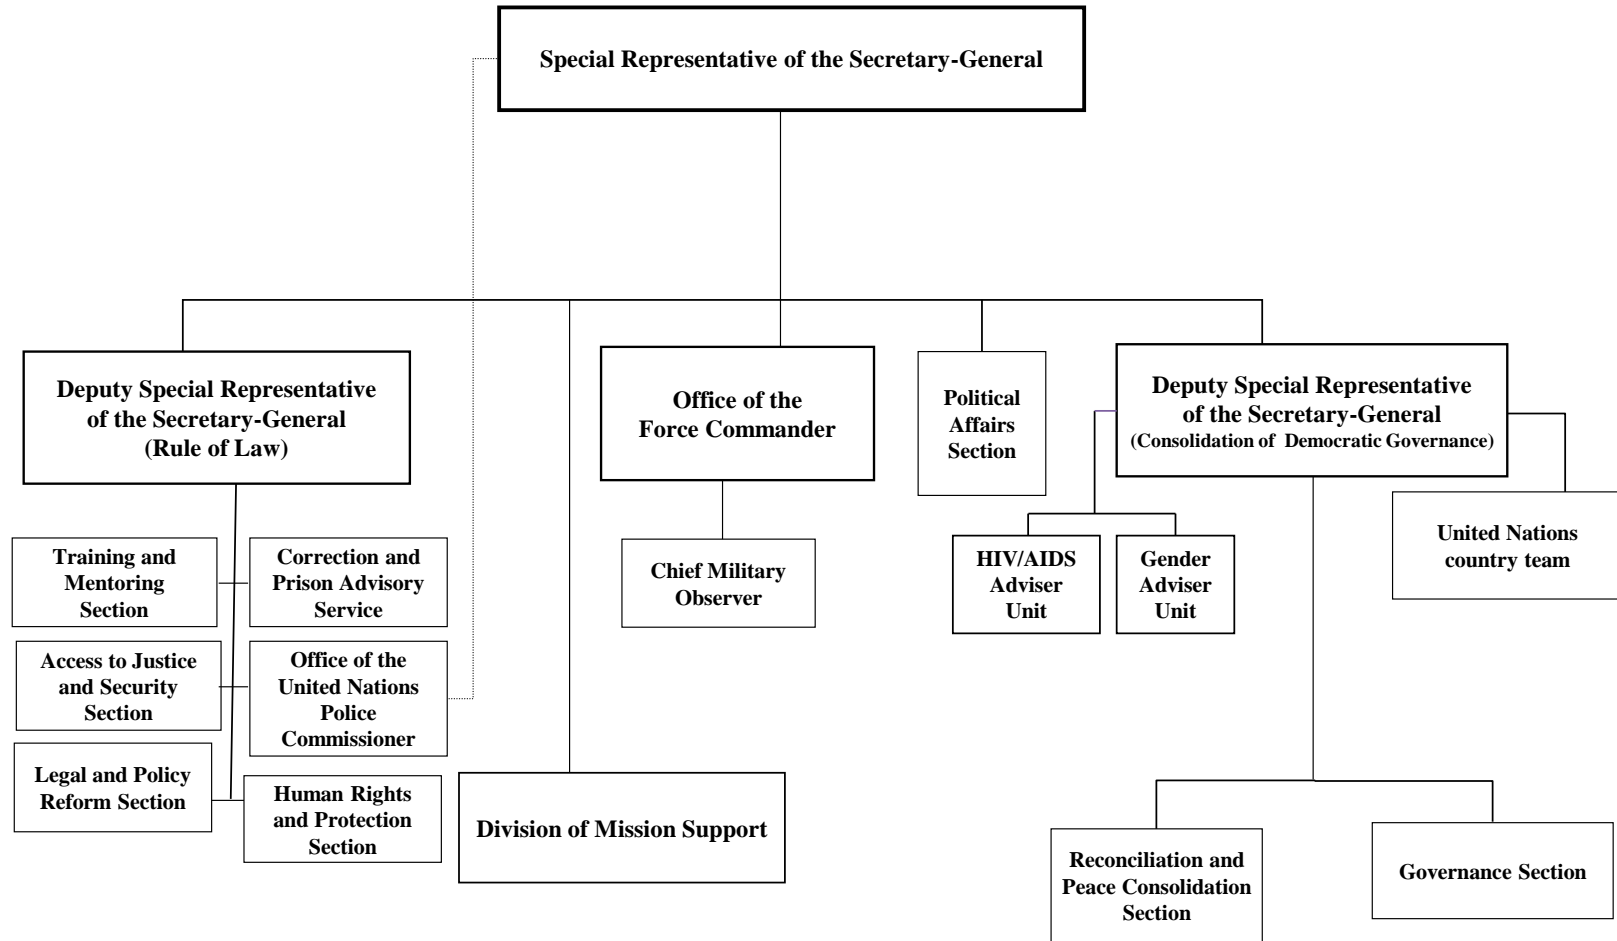 Special Representative of the Secretary-General
Deputy Special Representative
of the Secretary-General
(Rule of Law)
Office of the
Force Commander
Political
Affairs
Section
Deputy Special Representative
of the Secretary-General
(Consolidation of Democratic Governance)
Training and
Mentoring
Section
Correction and
Prison Advisory
Service
Chief Military
Observer
HIV/AIDS
Adviser
Unit
Gender
Adviser
Unit
United Nations
country team
Access to Justice
and Security
Section
Office of the
United Nations
Police
Commissioner
Legal and Policy
Reform Section
Human Rights
and Protection
Section
Division of Mission Support
Reconciliation and
Peace Consolidation
Section
Governance Section